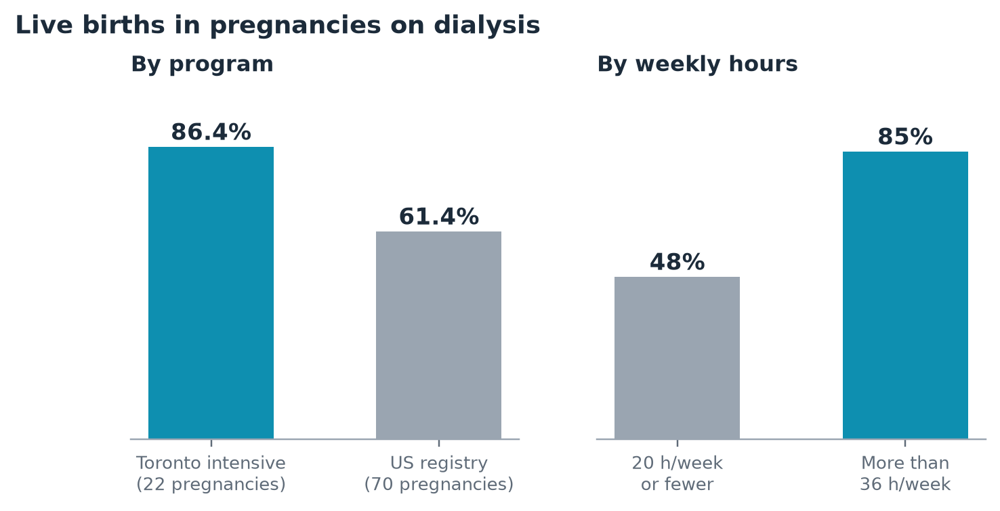 Live births in pregnancies on dialysis
By program
86.4%
61.4%
Toronto intensive
(22 pregnancies)
US registry
(70 pregnancies)
By weekly hours
48%
85%
20 h/week
or fewer
More than
36 h/week